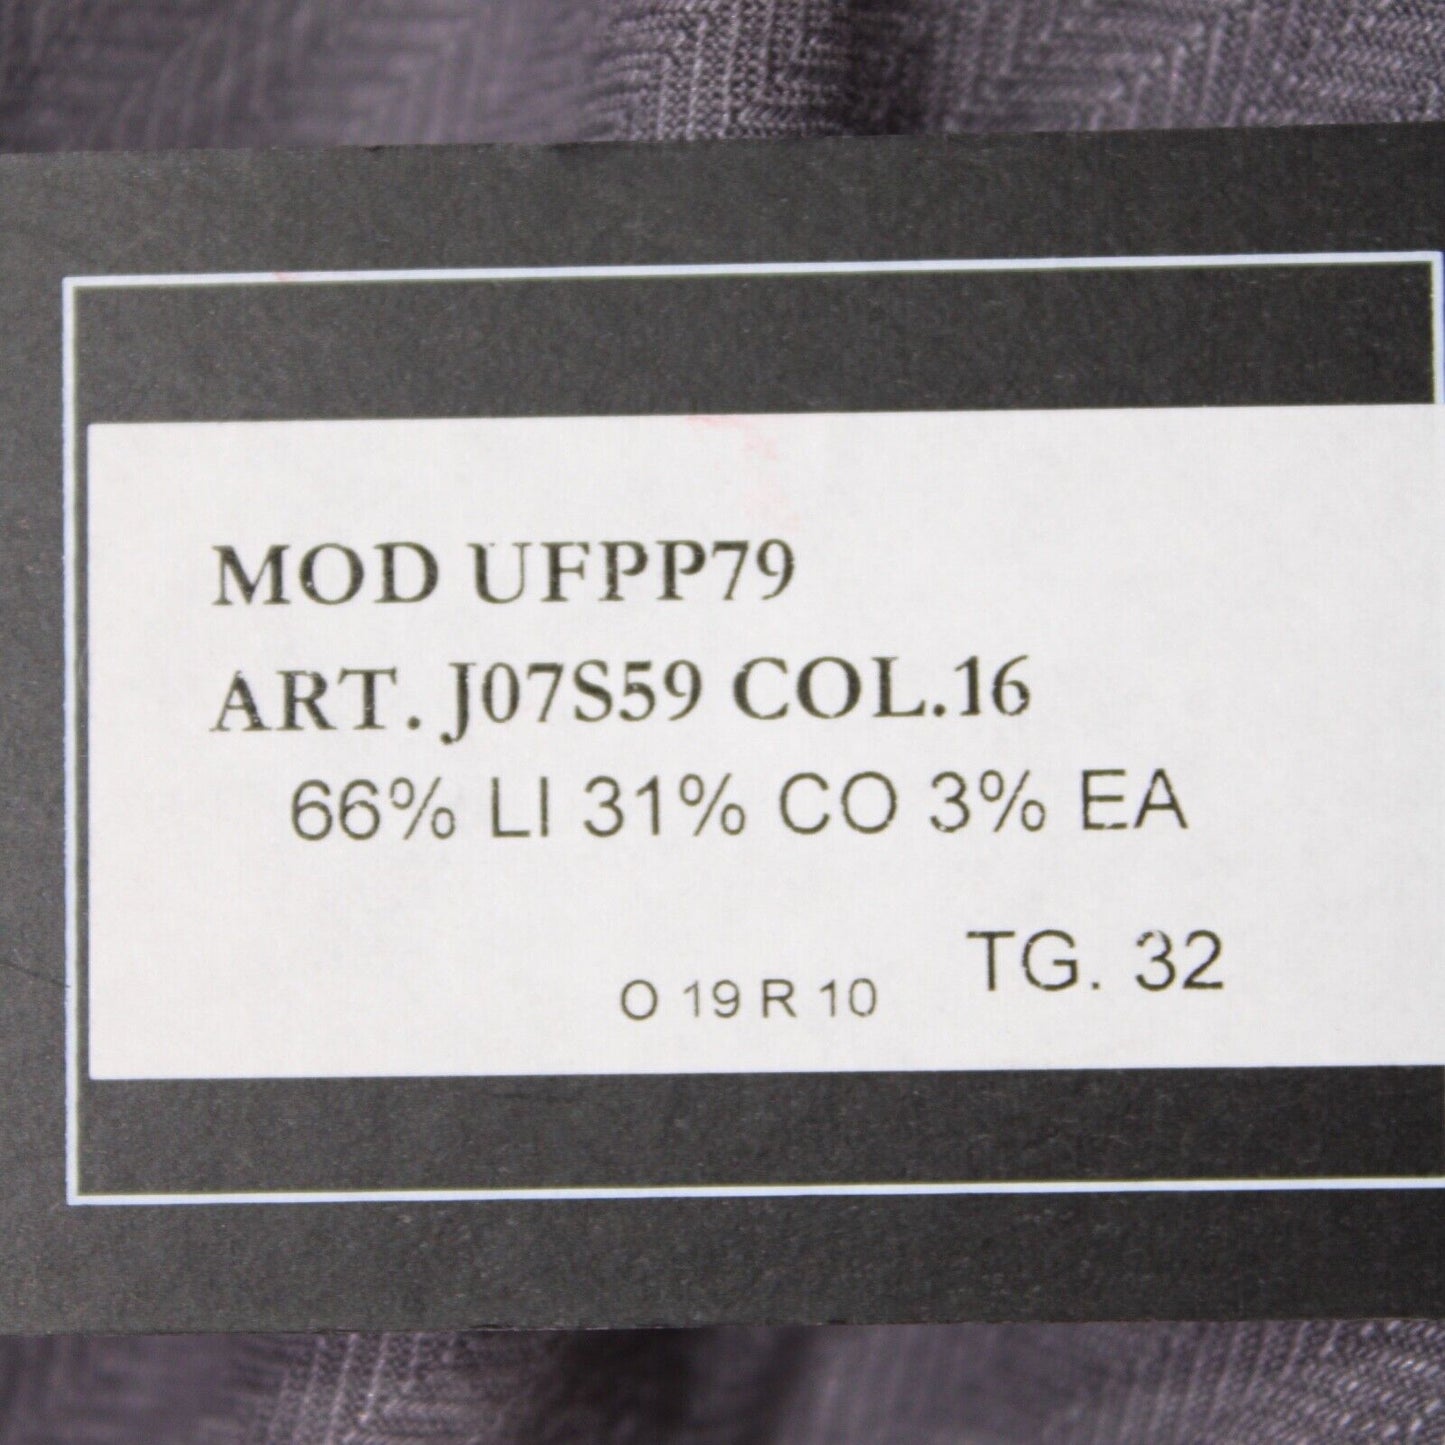 MOD UFPP79
ART. J07S59 COL.16
66% LI 31% CO 3% EA
TG. 32
O 19 R 10